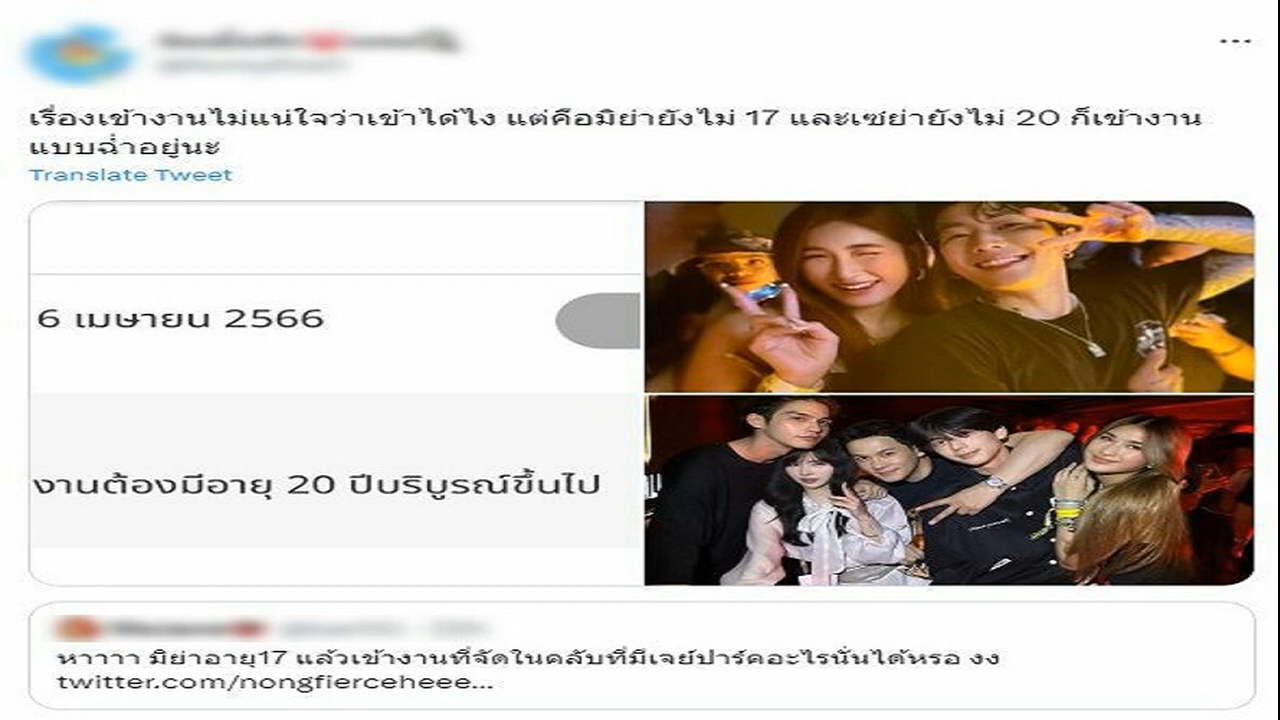 เรื่องเข้างานไม่แน่ใจว่าเข้าได้ไง แต่คือมิย่ายังไม่ 17 และเซย่ายังไม่ 20 ก็เข้างาน
แบบฉ่ำอยู่นะ
Translate Tweet
6 เมษายน 2566
งานต้องมีอายุ 20 ปีบริบูรณ์ขึ้นไป
หาาาาา มิย่าอายุ17 แล้วเข้างานที่จัดในคลับที่มีเจย์ปาร์คอะไรนั่นได้หรอ งง
twitter.com/nongfierceheee...